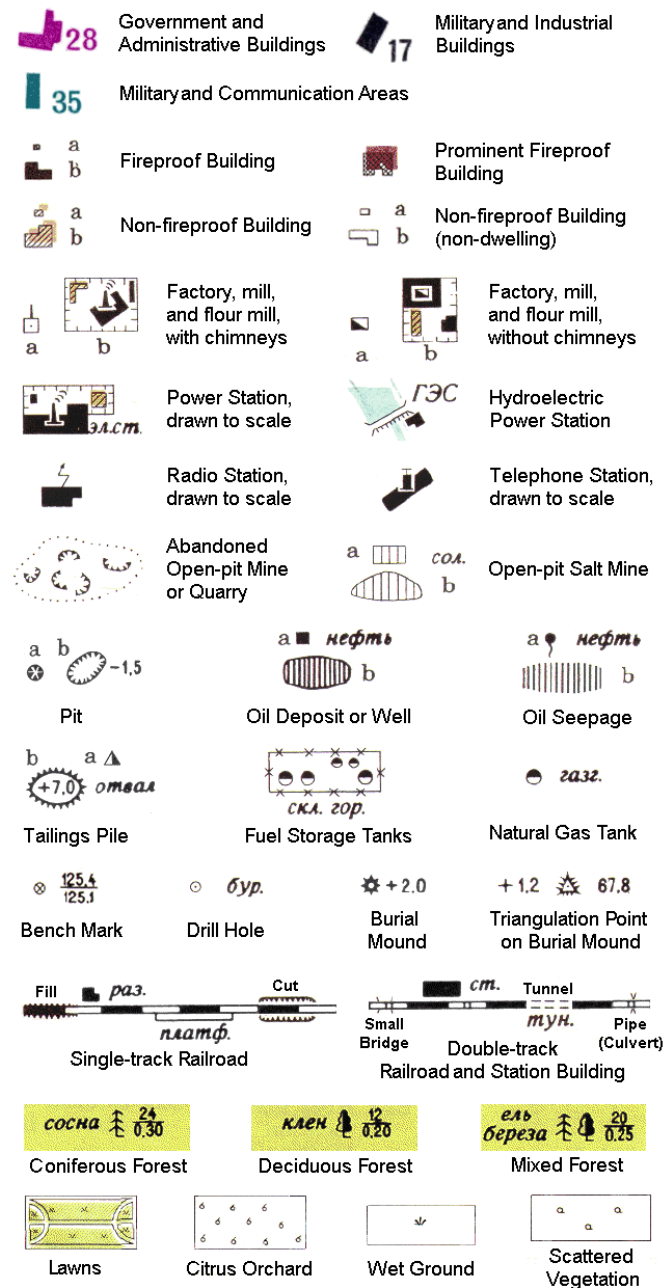 28
Government and
Administrative Buildings
17
Military and Industrial
Buildings
35
Military and Communication Areas
a
b
Fireproof Building
Prominent Fireproof
Building
a
b
Non-fireproof Building
a
b
Non-fireproof Building
(non-dwelling)
a
b
Factory, mill,
and flour mill,
with chimneys
a
b
Factory, mill,
and flour mill,
without chimneys
эл.ст.
Power Station,
drawn to scale
ГЭС
Hydroelectric
Power Station
Radio Station,
drawn to scale
Telephone Station,
drawn to scale
Abandoned
Open-pit Mine
or Quarry
a
сол.
b
Open-pit Salt Mine
a b
-1,5
Pit
a нефть
b
Oil Deposit or Well
a нефть
b
Oil Seepage
b a
+7,0 отвал
Tailings Pile
скл. гор.
Fuel Storage Tanks
газг.
Natural Gas Tank
125,4
125,1
Bench Mark
бур.
Drill Hole
+2,0
Burial
Mound
+1,2 67,8
Triangulation Point
on Burial Mound
Fill
раз.
Cut
платф.
Single-track Railroad
ст.
Tunnel
тун.
Small
Bridge
Pipe
(Culvert)
Double-track
Railroad and Station Building
сосна 24
0,30
Coniferous Forest
клен 12
0,20
Deciduous Forest
ель
береза
20
0,25
Mixed Forest
Lawns
Citrus Orchard
Wet Ground
Scattered
Vegetation